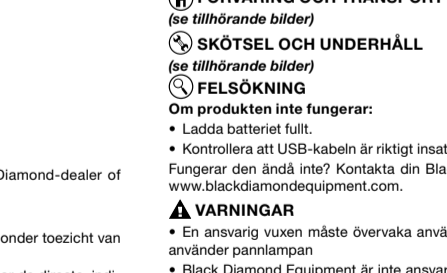 FÖRVARING OCH TRANSPORT
(se tillhörande bilder)
SKÖTSEL OCH UNDERHÅLL
(se tillhörande bilder)
FELSÖKNING
Om produkten inte fungerar:
• Ladda batteriet fullt.
• Kontrollera att USB-kabeln är riktigt insat
Fungerar den ändå inte? Kontakta din Bla
www.blackdiamondequipment.com.
VARNINGAR
• En ansvarig vuxen måste övervaka anvä
använder pannlampan
• Black Diamond Equipment är inte ansvar
Diamond-dealer of
onder toezicht van